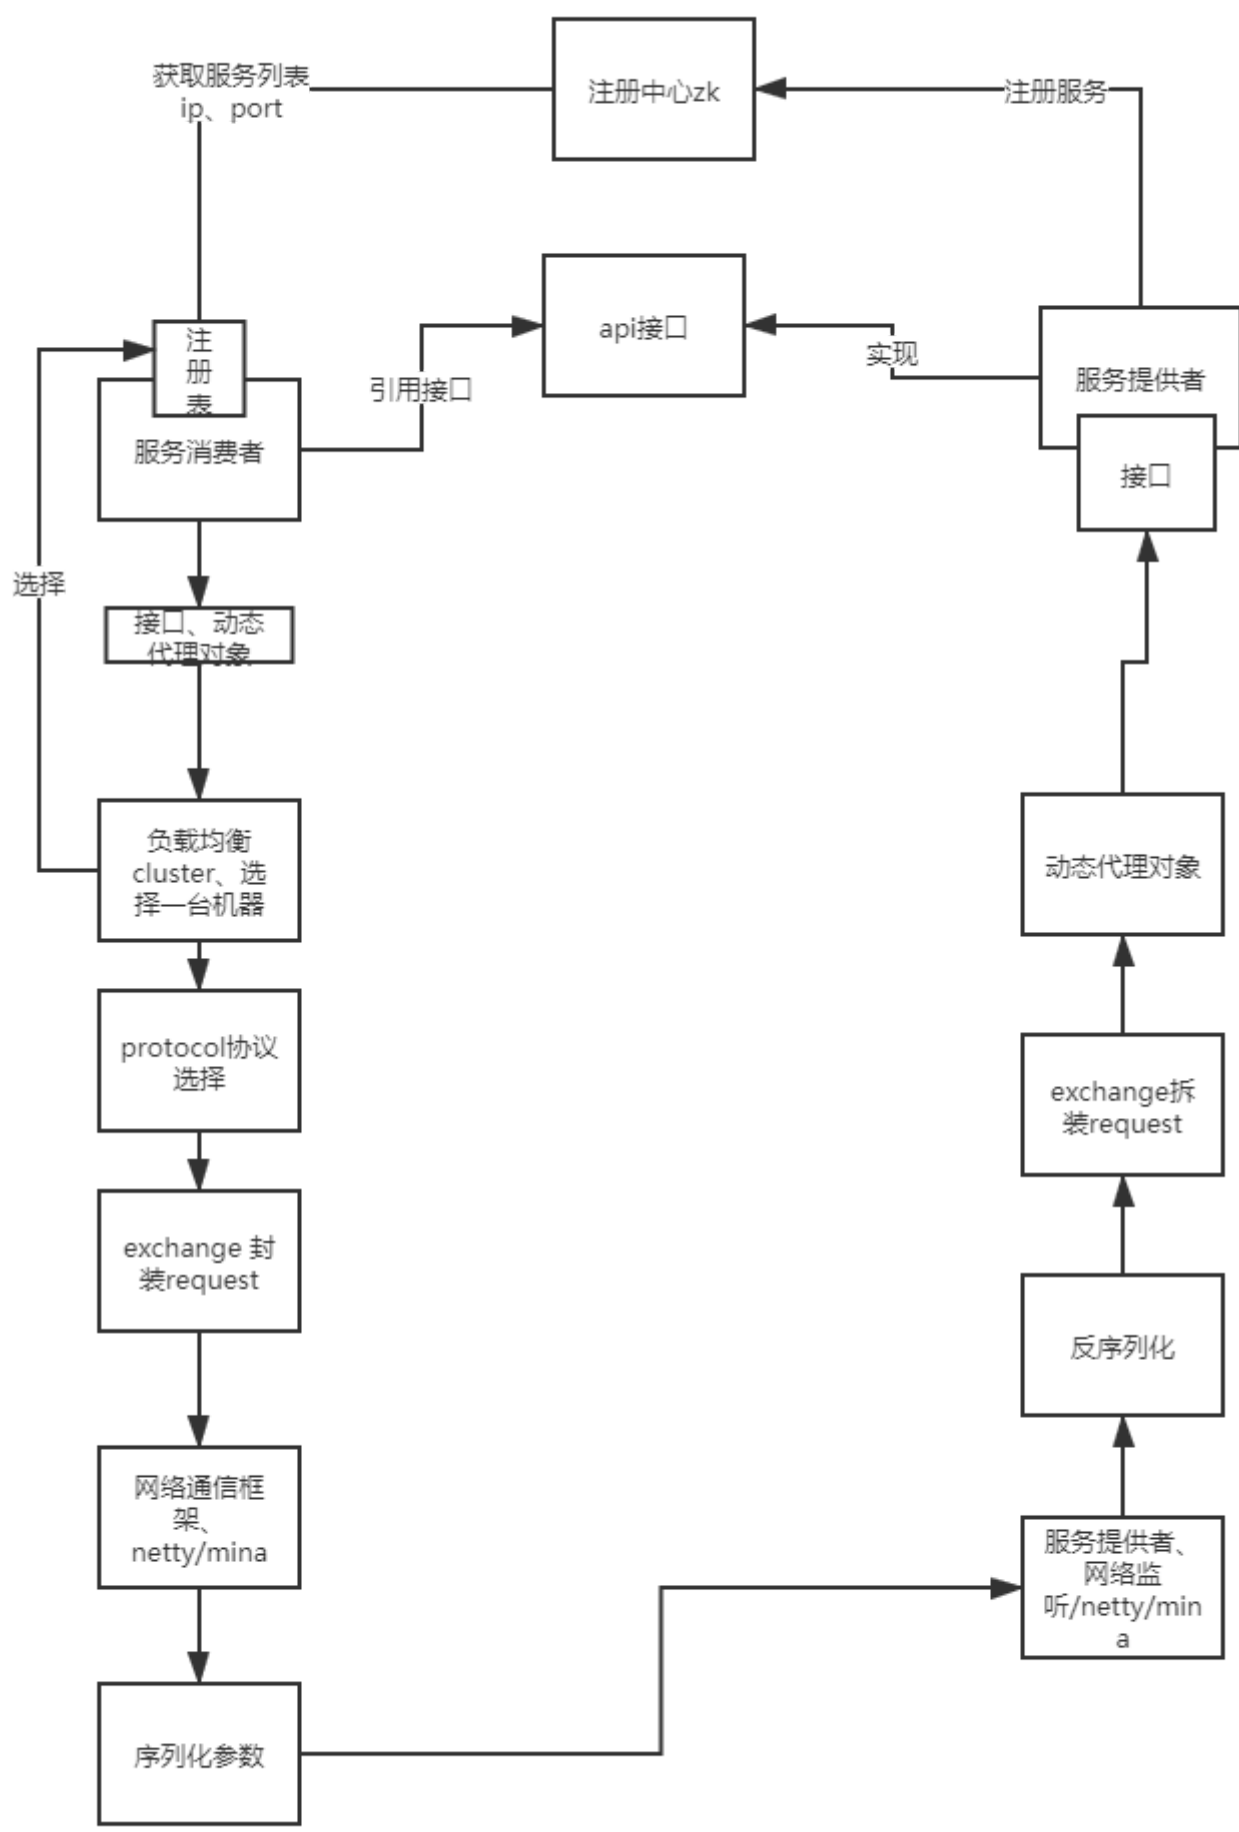 获取服务列表
ip、port
注册中心zk
注册服务
注
册
表
服务消费者
引用接口
api接口
实现
服务提供者
接口
选择
接口、动态
代理对象
负载均衡
cluster、选
择一台机器
protocol协议
选择
exchange 封
装request
网络通信框
架、
netty/mina
序列化参数
动态代理对象
exchange拆
装request
反序列化
服务提供者、
网络监
听/netty/min
a